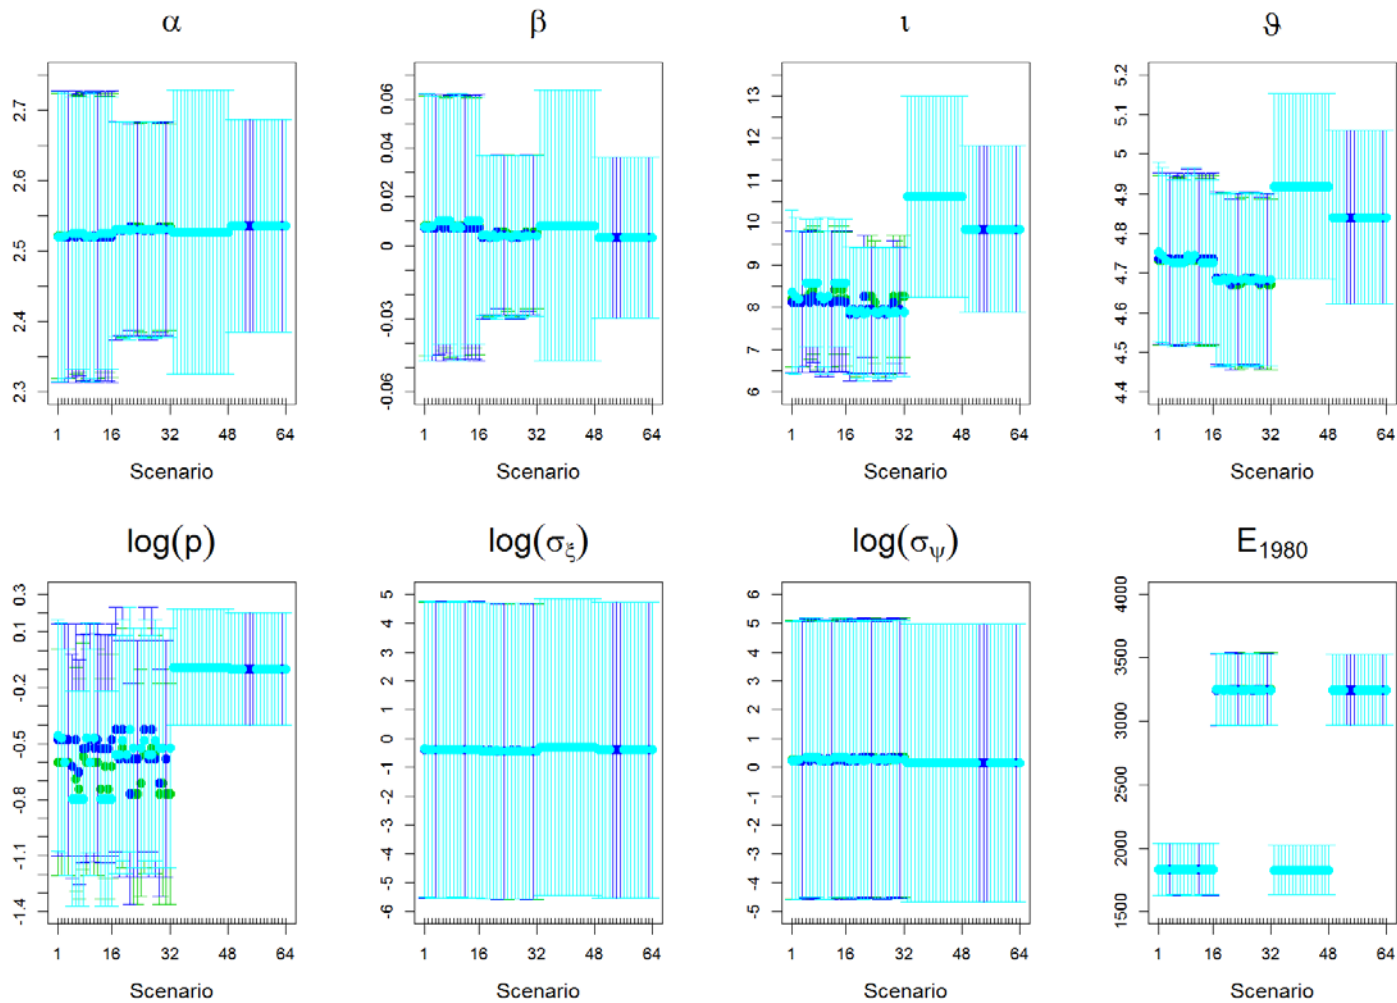 α β ι ϑ
2.7 0.06 13 5.2
2.6 0.04 12 5.1
2.5 0.02 11 5
2.4 0 10 4.9
2.3 -0.03 9 4.8
-0.06 8 4.7
7 4.6
6 4.5
4.4
1 16 32 48 64 1 16 32 48 64 1 16 32 48 64 1 16 32 48 64
Scenario Scenario Scenario Scenario
log(p) log(σξ) log(σψ) E1980
0.3 5 6 4000
0.1 4 5 3500
-0.2 3 4 3000
-0.5 2 3 2500
-0.8 1 2 2000
-1.1 0 1 1500
-1.4 -1 0
-2 -1
-3 -2
-4 -3
-5 -4
-6 -5
1 16 32 48 64 1 16 32 48 64 1 16 32 48 64 1 16 32 48 64
Scenario Scenario Scenario Scenario